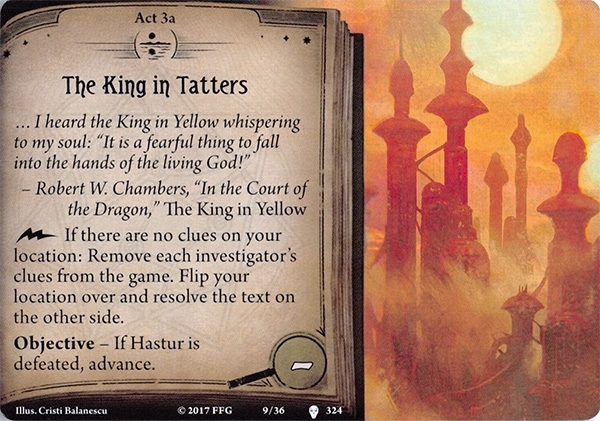 Act 3a
The King in Tatters
... I heard the King in Yellow whispering
to my soul: “It is a fearful thing to fall
into the hands of the living God!”
– Robert W. Chambers, “In the Court of
the Dragon,” The King in Yellow
If there are no clues on your
location: Remove each investigator’s
clues from the game. Flip your
location over and resolve the text on
the other side.
Objective – If Hastur is
defeated, advance.
–
Illus. Cristi Balanescu © 2017 FFG 9/36 324